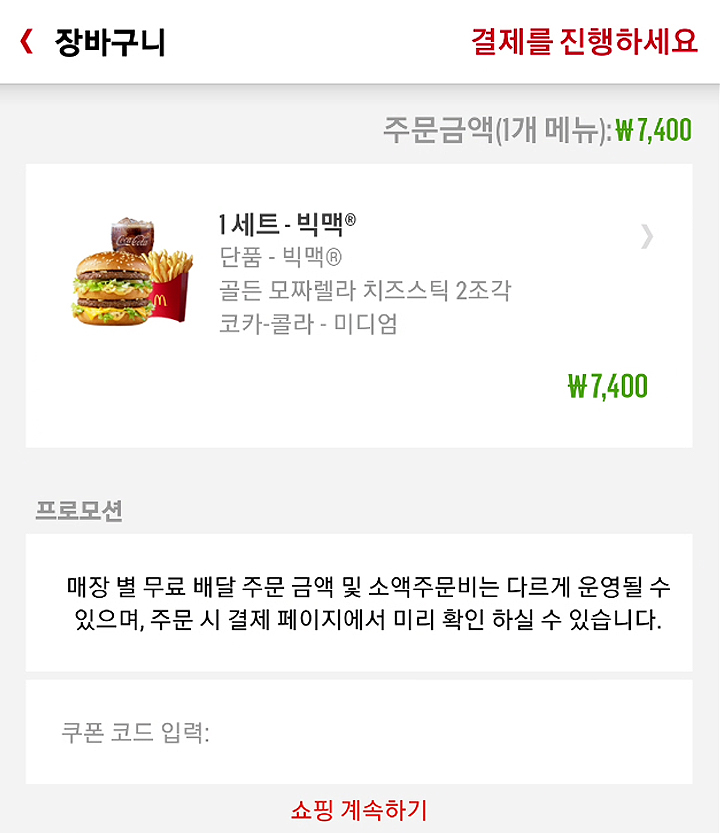 장바구니
결제를 진행하세요
주문금액(1개 메뉴):₩7,400
1 세트 - 빅맥®
단품 - 빅맥®
골든 모짜렐라 치즈스틱 2조각
코카-콜라 - 미디엄
Coca-Cola
₩7,400
프로모션
매장 별 무료 배달 주문 금액 및 소액주문비는 다르게 운영될 수
있으며, 주문 시 결제 페이지에서 미리 확인 하실 수 있습니다.
쿠폰 코드 입력:
쇼핑 계속하기